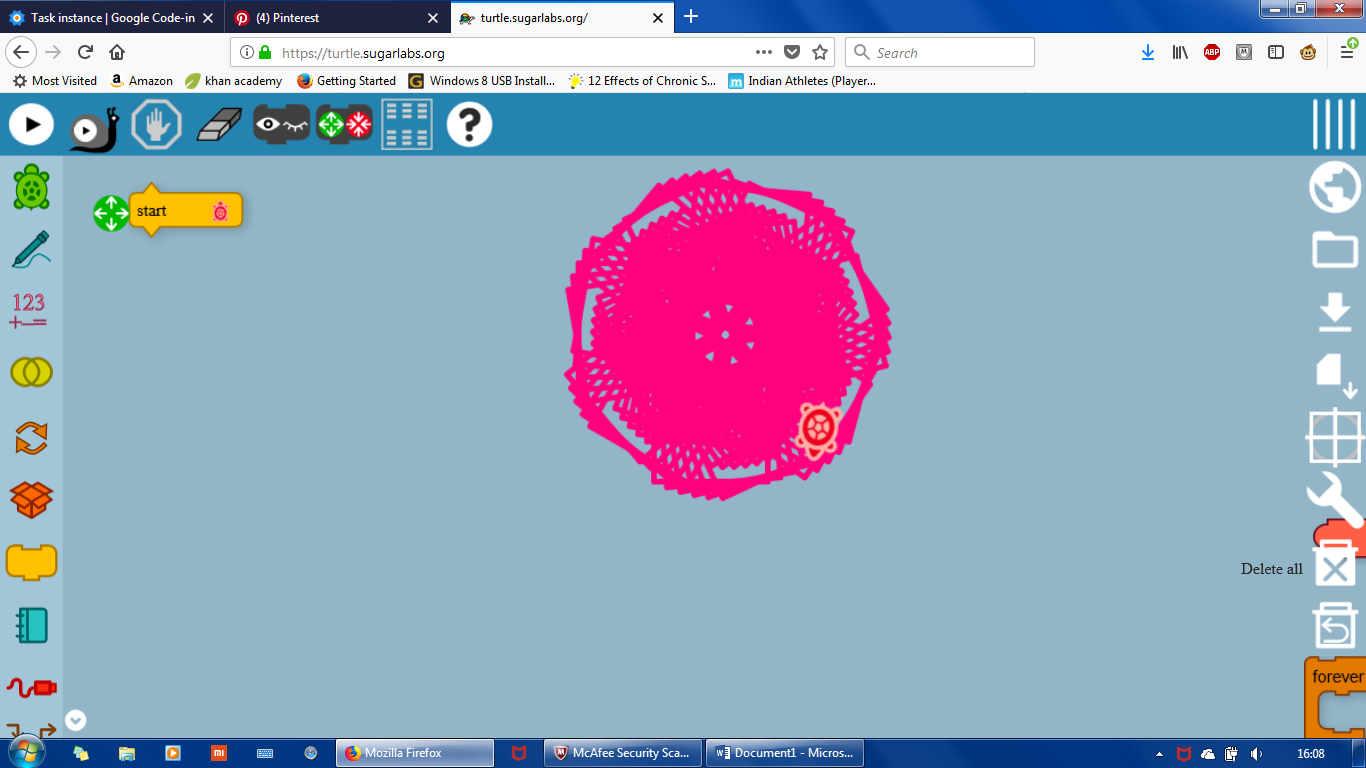 Task instance | Google Code-in
(4) Pinterest
turtle.sugarlabs.org/
https://turtle.sugarlabs.org
Search
ABP
Most Visited
Amazon
khan academy
Getting Started
Windows 8 USB Install...
12 Effects of Chronic S...
Indian Athletes (Player...
?
start
123
+-=
Delete all
forever
Mozilla Firefox
McAfee Security Sca...
Document1 - Micros...
16:08